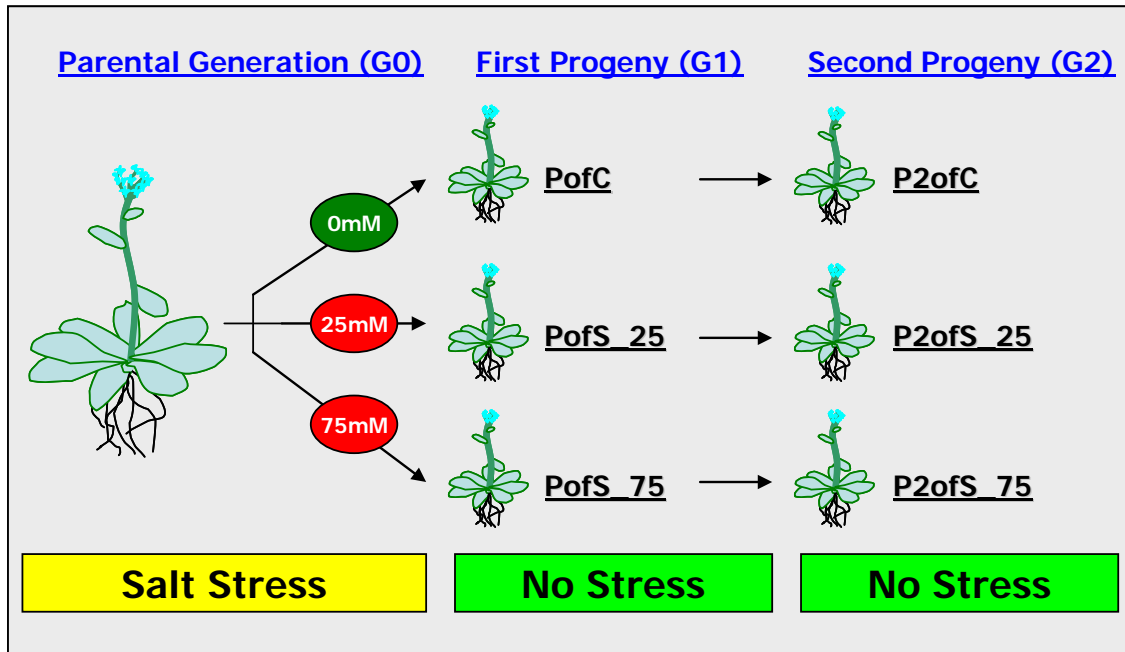 Parental Generation (G0)
First Progeny (G1)
Second Progeny (G2)
0mM
PofC
P2ofC
25mM
PofS_25
P2ofS_25
75mM
PofS_75
P2ofS_75
Salt Stress
No Stress
No Stress